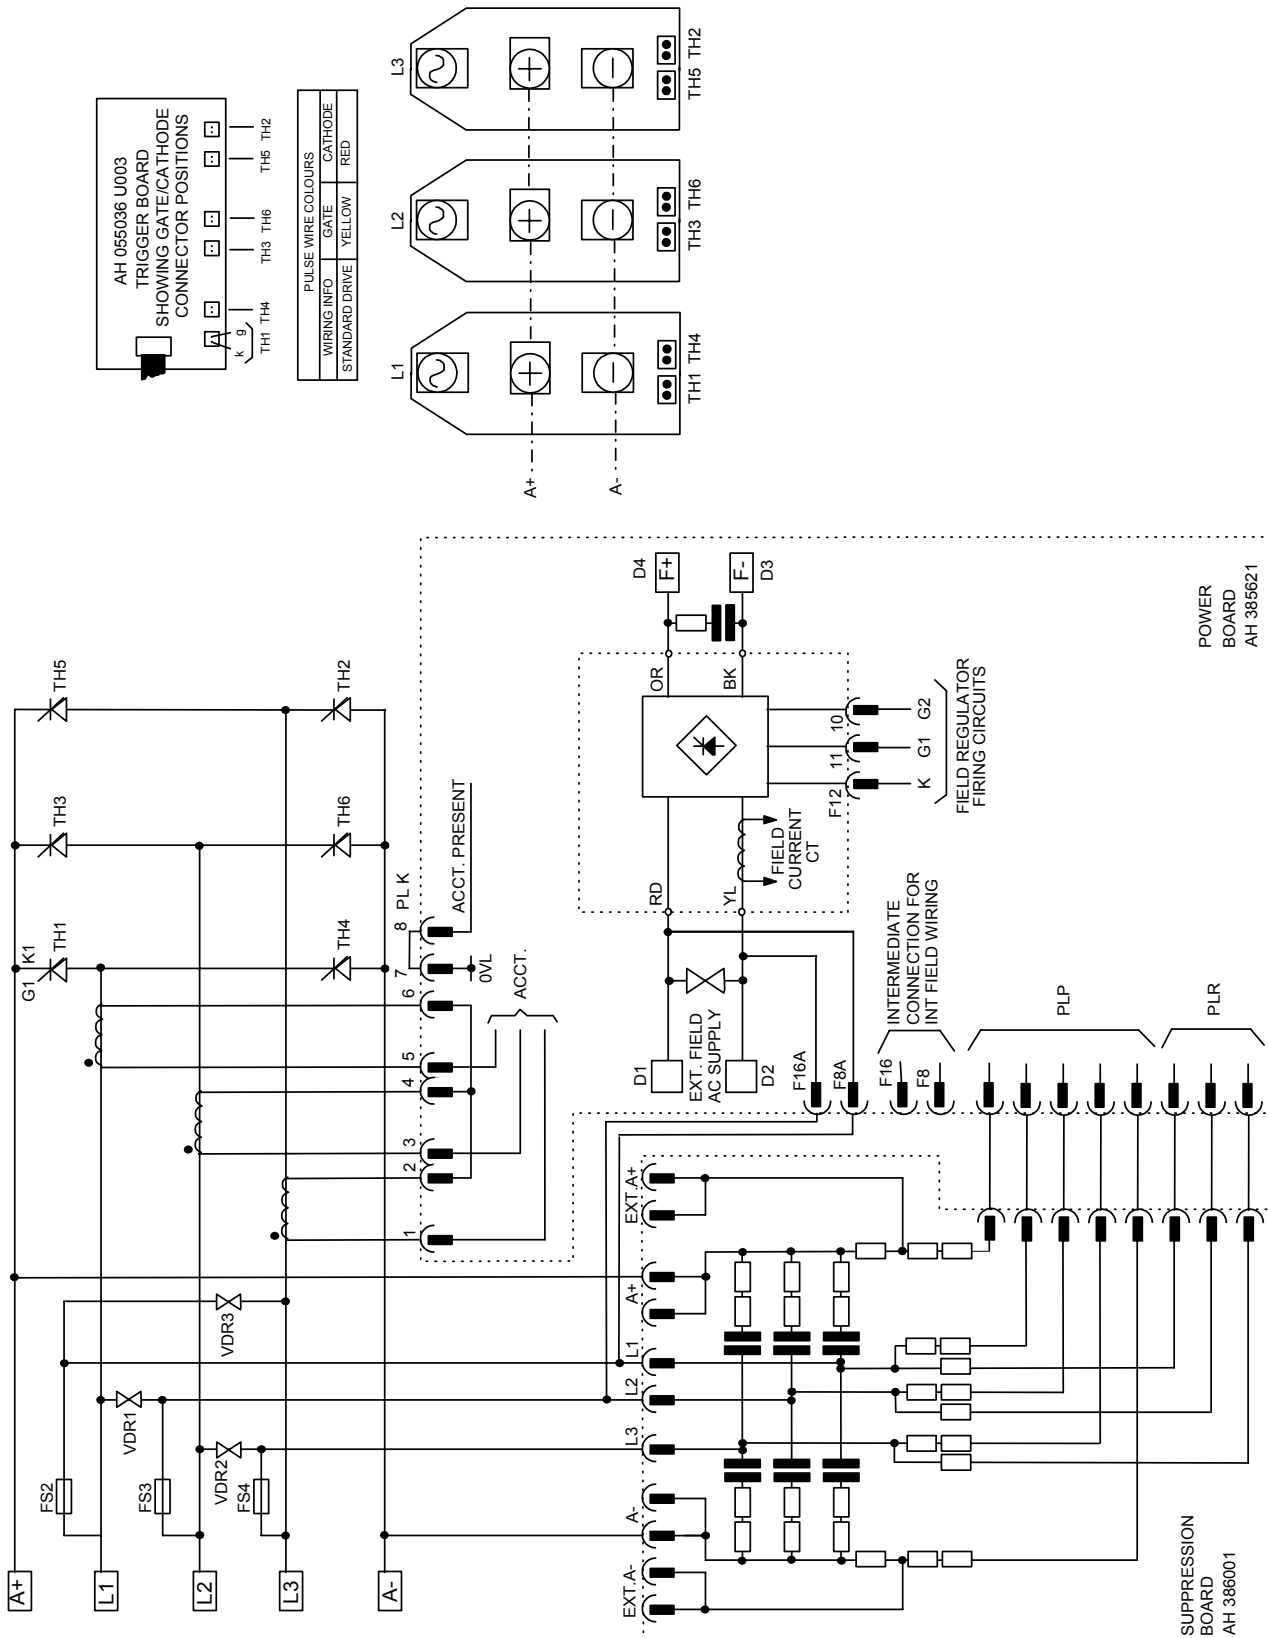 AH 055036 U003
TRIGGER BOARD
SHOWING GATE/CATHODE
CONNECTOR POSITIONS
k g
TH1 TH4 TH3 TH6 TH5 TH2
PULSE WIRE COLOURS
WIRING INFO GATE CATHODE
STANDARD DRIVE YELLOW RED
L1 L2 L3
A+
A-
TH1 TH4
TH3 TH6
TH5 TH2
A+
L1
L2
L3
A-
FS2
FS3
FS4
VDR1
VDR2
VDR3
G1 K1
TH1 TH3 TH5
TH4 TH6 TH2
1 2 3 4 5 6 7 8 PL K
0VL
ACCT.
ACCT. PRESENT
EXT.A- A- L3 L2 L1 A+ EXT.A+
D1
D2
EXT. FIELD
AC SUPPLY
RD
YL
FIELD
CURRENT
CT
OR
BK
D4
F+
F-
D3
F12 11 10
K G1 G2
FIELD REGULATOR
FIRING CIRCUITS
F16A
F8A
F16
F8
INTERMEDIATE
CONNECTION FOR
INT FIELD WIRING
PLP
PLR
POWER
BOARD
AH 385621
SUPPRESSION
BOARD
AH 386001